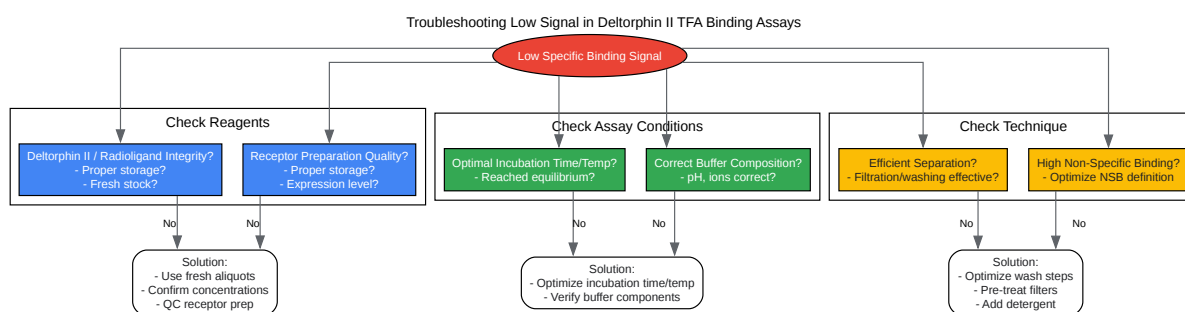 Troubleshooting Low Signal in Deltorphin II TFA Binding Assays
Low Specific Binding Signal
Check Reagents
Deltorphin II / Radioligand Integrity?
- Proper storage?
- Fresh stock?
Receptor Preparation Quality?
- Proper storage?
- Expression level?
Check Assay Conditions
Optimal Incubation Time/Temp?
- Reached equilibrium?
Correct Buffer Composition?
- pH, ions correct?
Check Technique
Efficient Separation?
- Filtration/washing effective?
High Non-Specific Binding?
- Optimize NSB definition
No
No
No
No
No
No
Solution:
- Use fresh aliquots
- Confirm concentrations
- QC receptor prep
Solution:
- Optimize incubation time/temp
- Verify buffer components
Solution:
- Optimize wash steps
- Pre-treat filters
- Add detergent